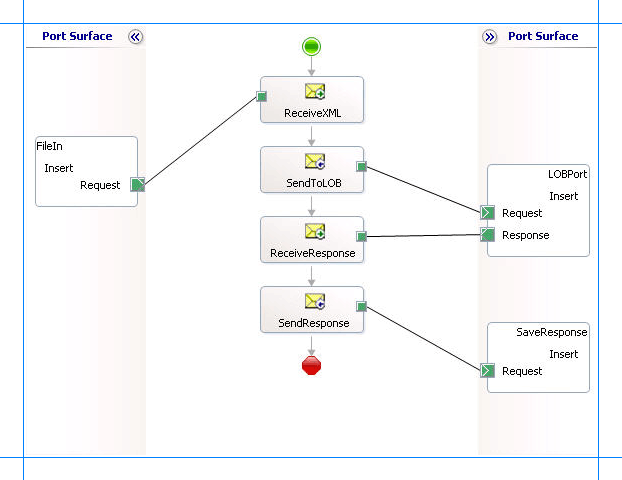 Port Surface
Port Surface
ReceiveXML
FileIn
Insert
Request
SendToLOB
LOBPort
Insert
Request
Response
ReceiveResponse
SendResponse
SaveResponse
Insert
Request